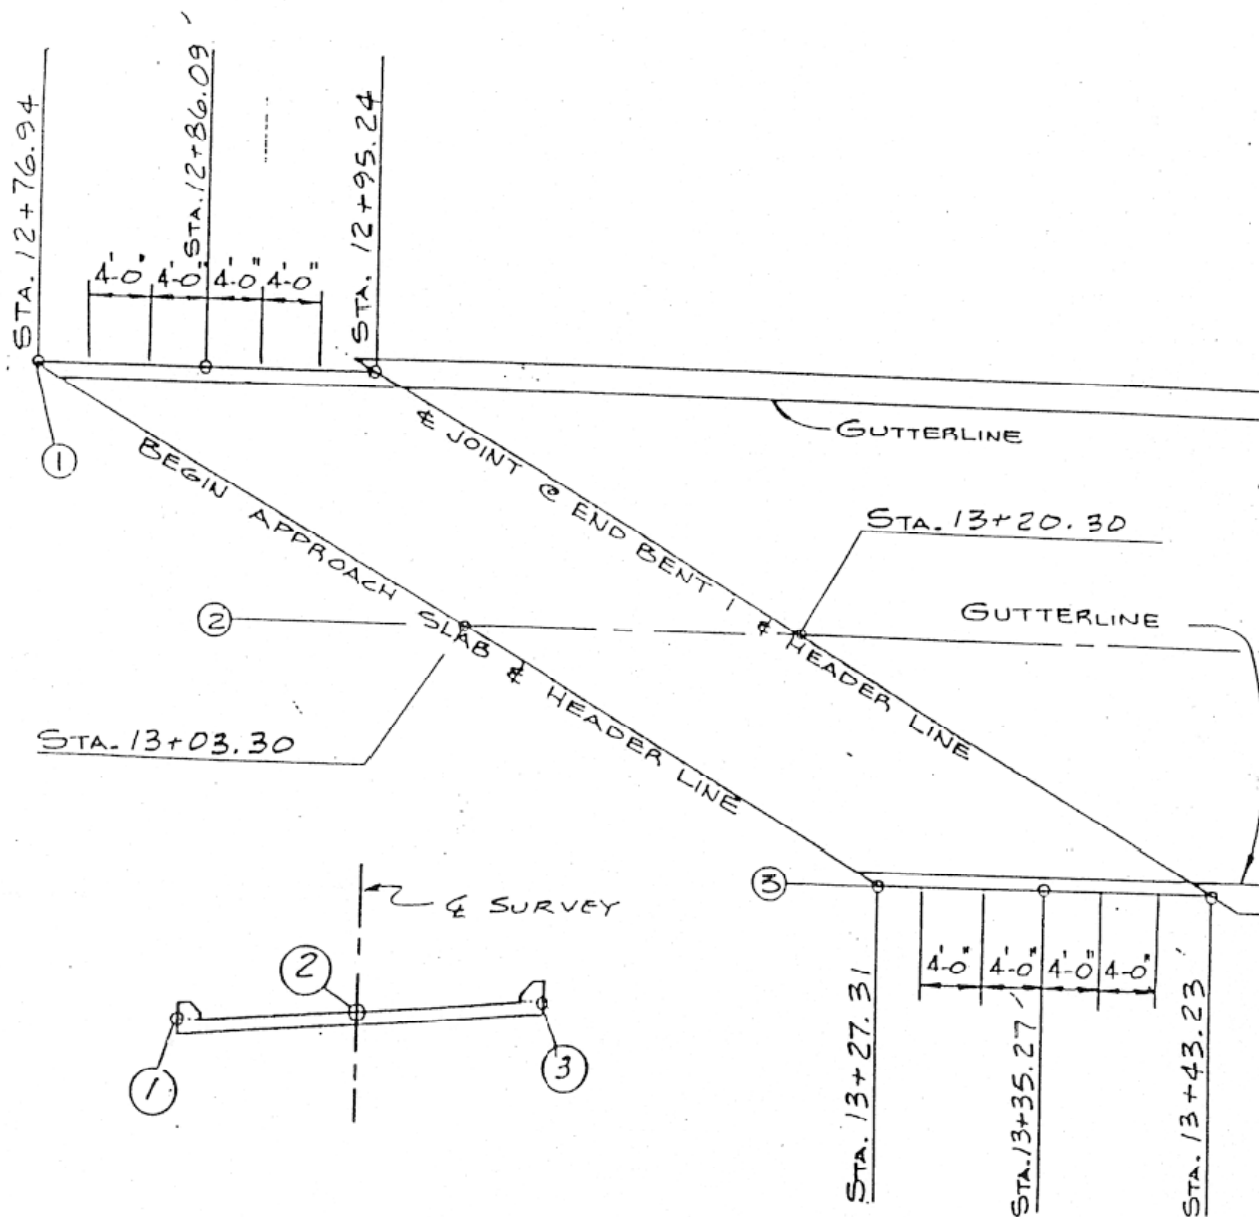 STA. 12+76.94
STA. 12+86.09
STA. 12+95.24
4'-0" 4'-0" 4'-0" 4'-0"
1
GUTTERLINE
℄ JOINT @ END BENT 1 & HEADER LINE
BEGIN APPROACH SLAB & HEADER LINE
STA. 13+20.30
2
GUTTERLINE
STA. 13+03.30
3
4'-0" 4'-0" 4'-0" 4'-0"
℄ SURVEY
2
1
3
STA. 13+27.31
STA. 13+35.27
STA. 13+43.23